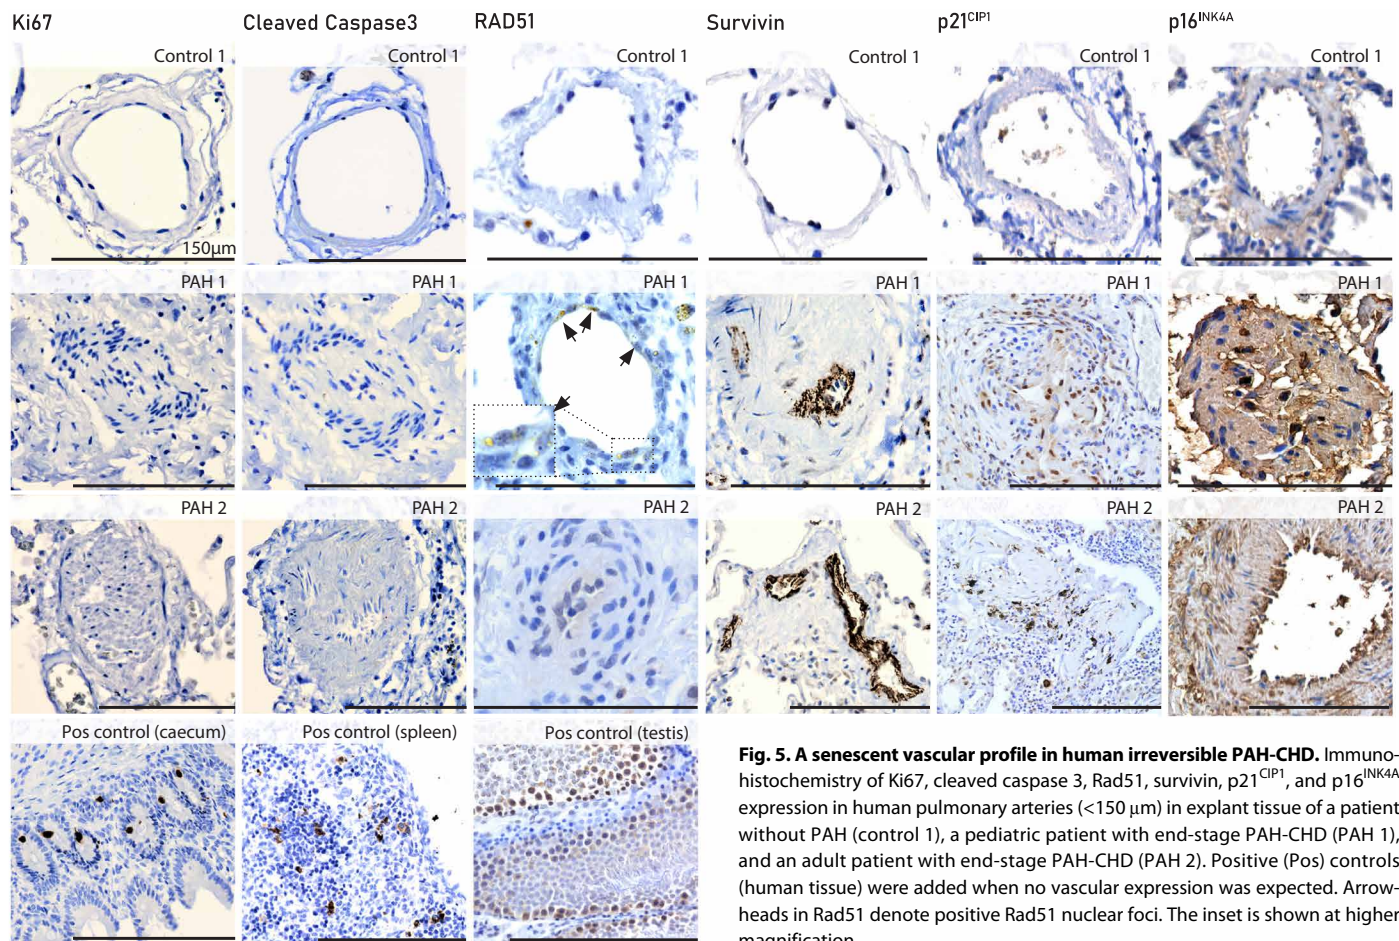 Ki67
Cleaved Caspase3
RAD51
Survivin
p21CIP1
p16INK4A
Control 1
Control 1
Control 1
Control 1
Control 1
Control 1
150µm
PAH 1
PAH 1
PAH 1
PAH 1
PAH 1
PAH 1
PAH 2
PAH 2
PAH 2
PAH 2
PAH 2
PAH 2
Pos control (caecum)
Pos control (spleen)
Pos control (testis)
Fig. 5. A senescent vascular profile in human irreversible PAH-CHD. Immuno-
histochemistry of Ki67, cleaved caspase 3, Rad51, survivin, p21CIP1, and p16INK4A
expression in human pulmonary arteries (<150 µm) in explant tissue of a patient
without PAH (control 1), a pediatric patient with end-stage PAH-CHD (PAH 1),
and an adult patient with end-stage PAH-CHD (PAH 2). Positive (Pos) controls
(human tissue) were added when no vascular expression was expected. Arrow-
heads in Rad51 denote positive Rad51 nuclear foci. The inset is shown at higher
magnification